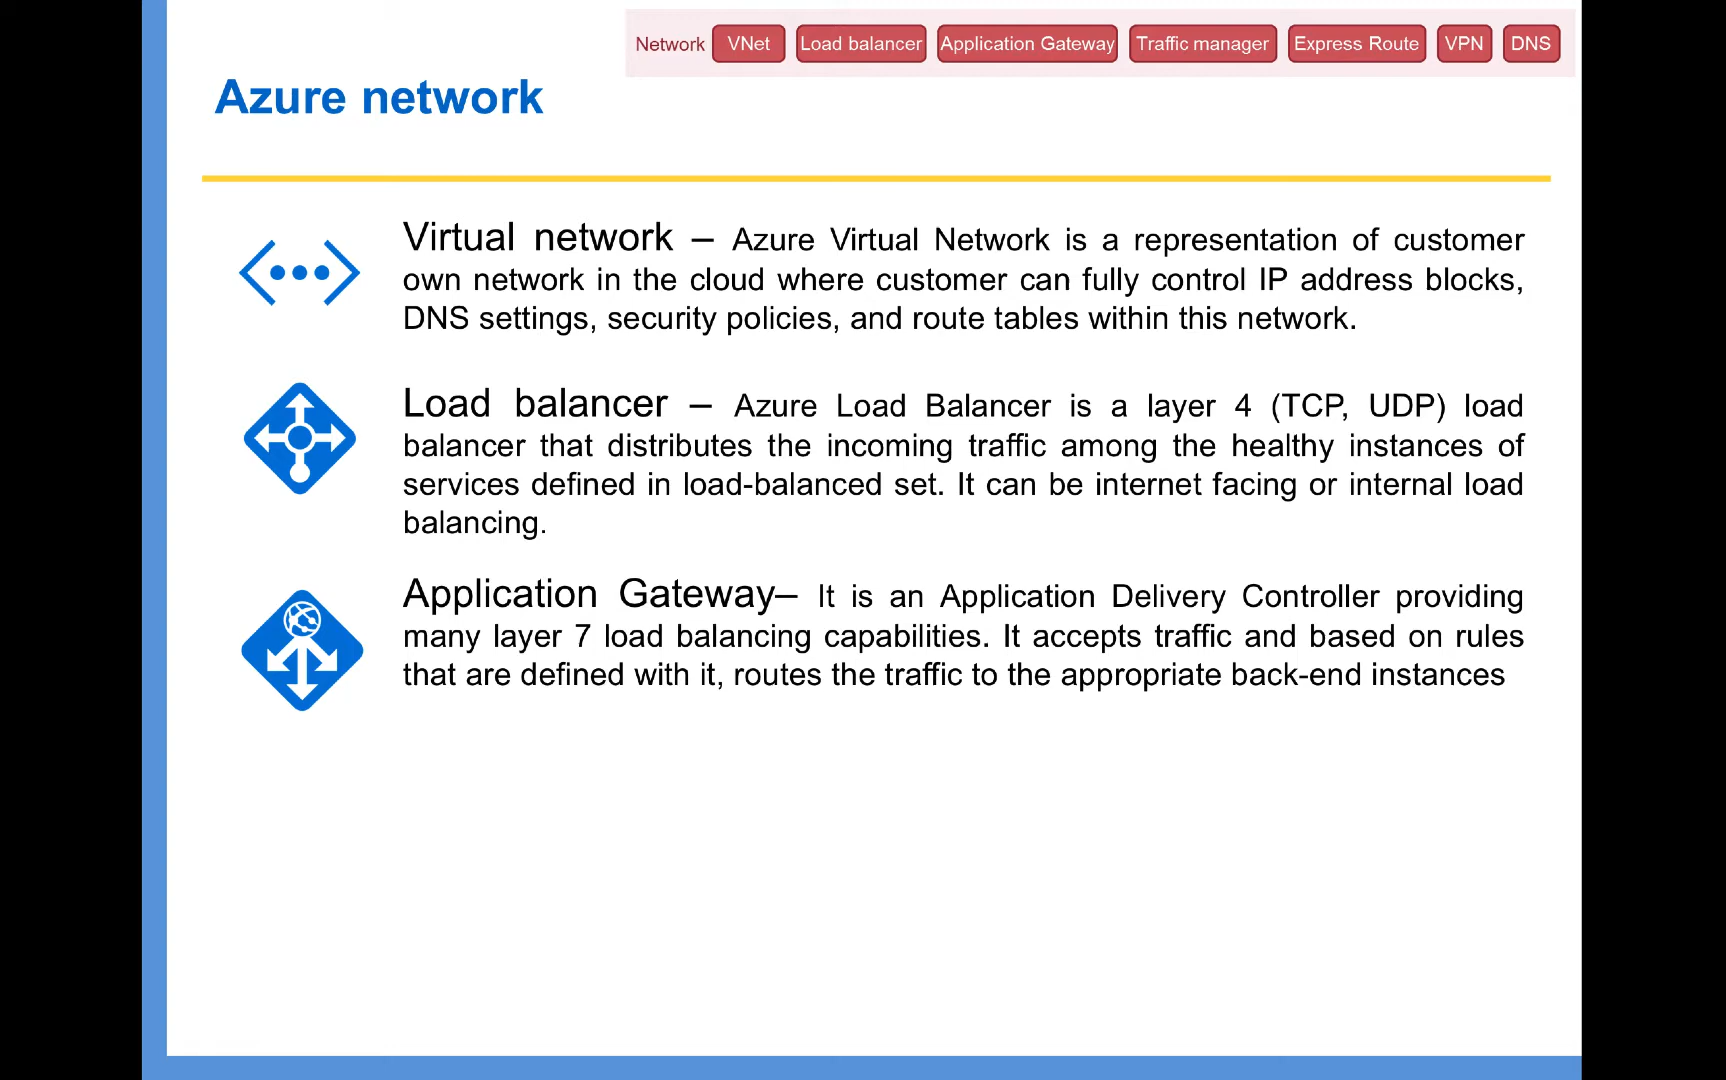 Network VNet Load balancer Application Gateway Traffic manager Express Route VPN DNS
Azure network
Virtual network – Azure Virtual Network is a representation of customer
own network in the cloud where customer can fully control IP address blocks,
DNS settings, security policies, and route tables within this network.
Load balancer – Azure Load Balancer is a layer 4 (TCP, UDP) load
balancer that distributes the incoming traffic among the healthy instances of
services defined in load-balanced set. It can be internet facing or internal load
balancing.
Application Gateway– It is an Application Delivery Controller providing
many layer 7 load balancing capabilities. It accepts traffic and based on rules
that are defined with it, routes the traffic to the appropriate back-end instances